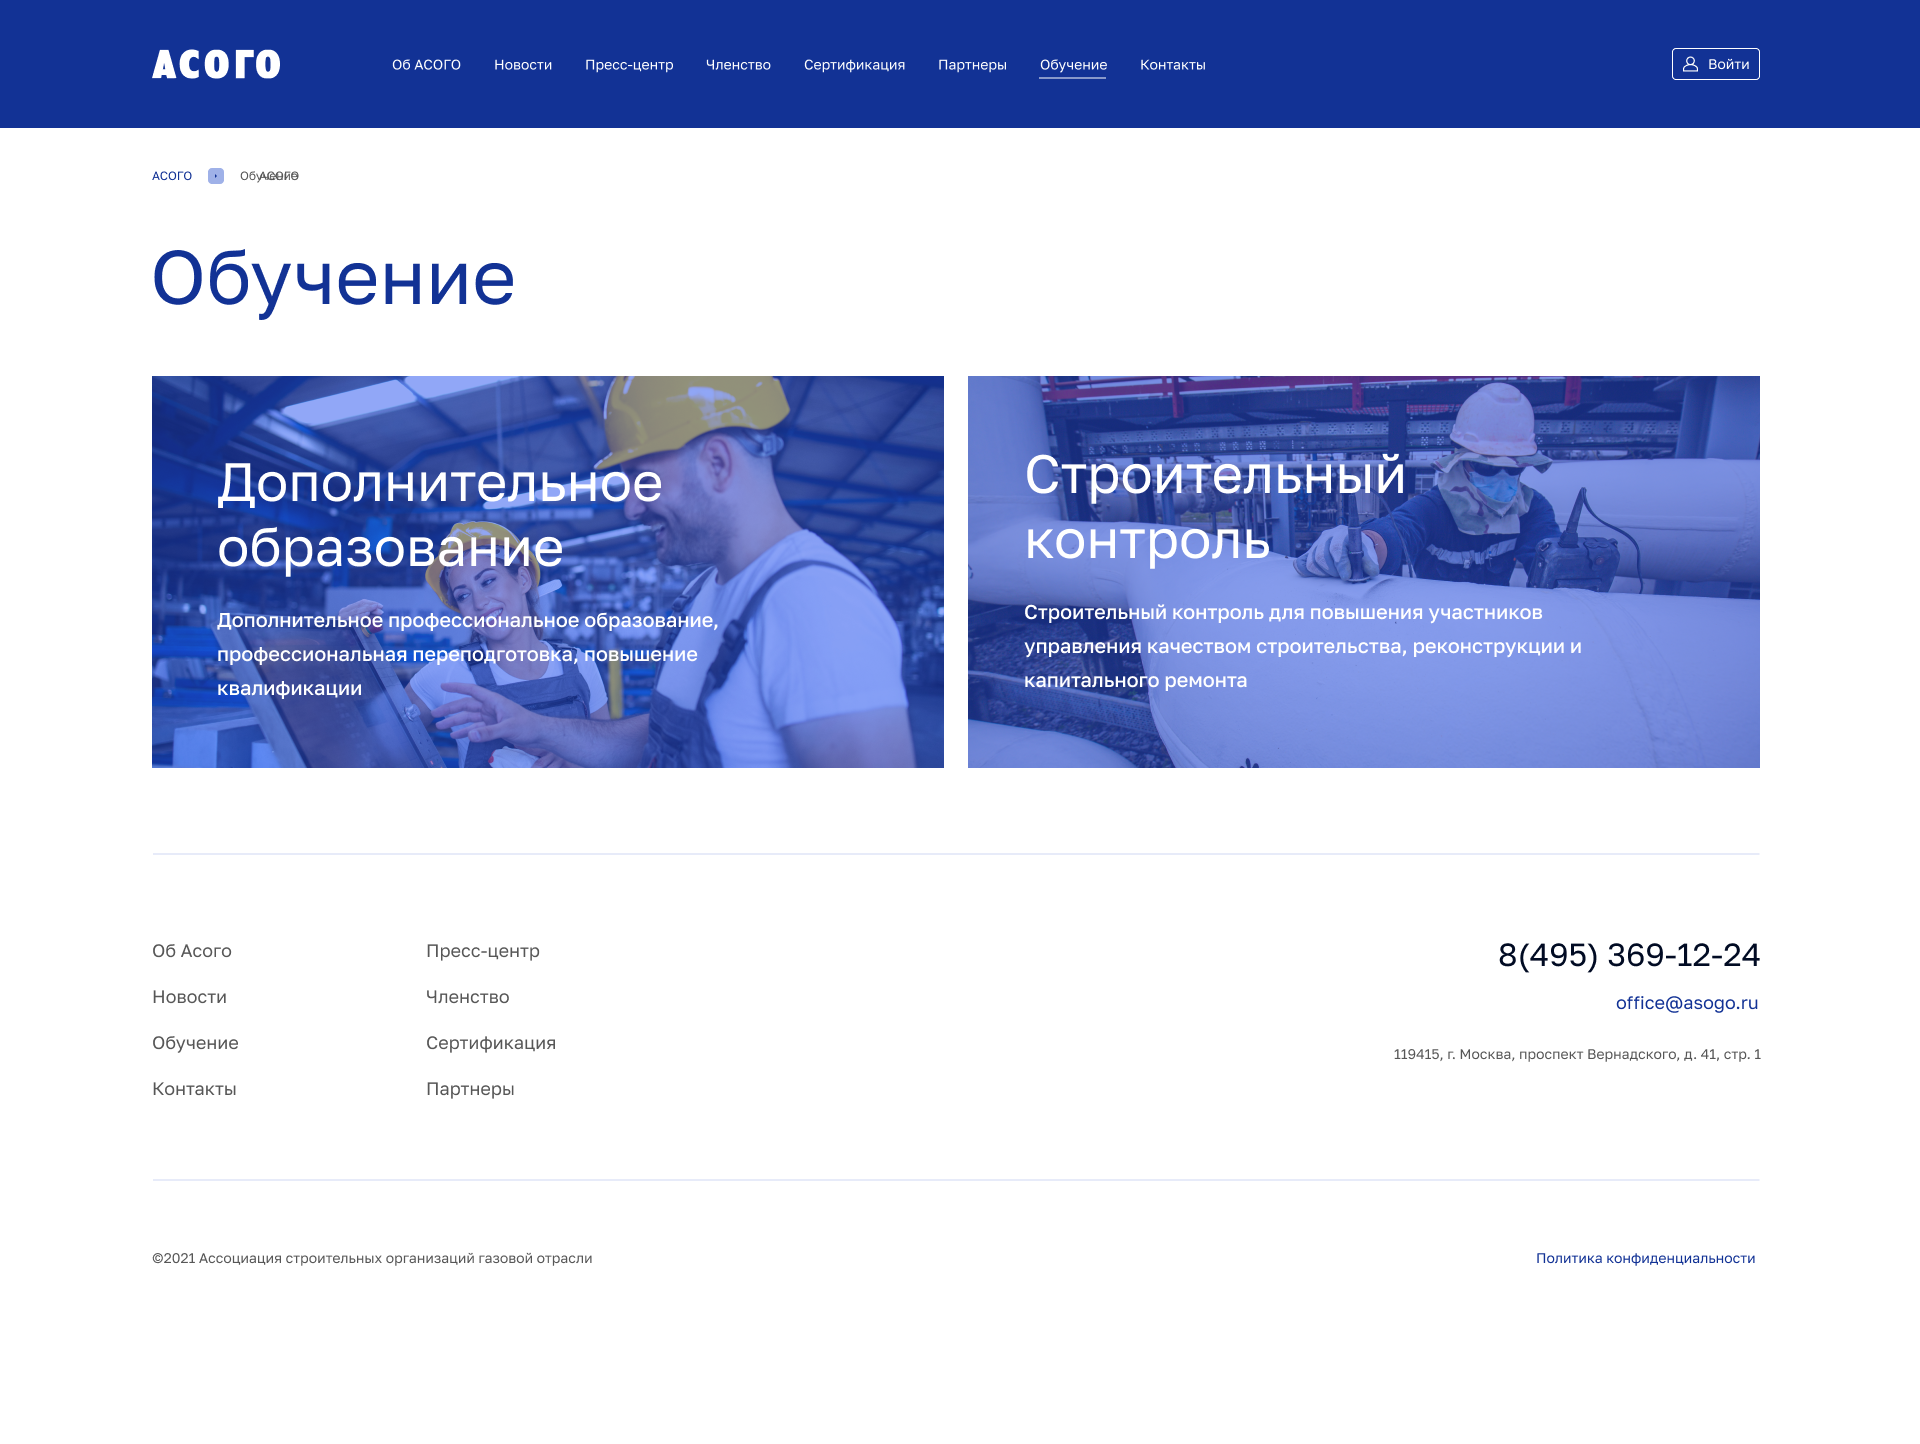 АСОГО
Об АСОГО Новости Пресс-центр Членство Сертификация Партнеры Обучение Контакты Войти
АСОГО Обучение АСОГО
Обучение
Дополнительное
образование
Дополнительное профессиональное образование,
профессиональная переподготовка, повышение
квалификации
Строительный
контроль
Строительный контроль для повышения участников
управления качеством строительства, реконструкции и
капитального ремонта
Об Асого
Новости
Обучение
Контакты
Пресс-центр
Членство
Сертификация
Партнеры
8(495) 369-12-24
office@asogo.ru
119415, г. Москва, проспект Вернадского, д. 41, стр. 1
©2021 Ассоциация строительных организаций газовой отрасли
Политика конфиденциальности